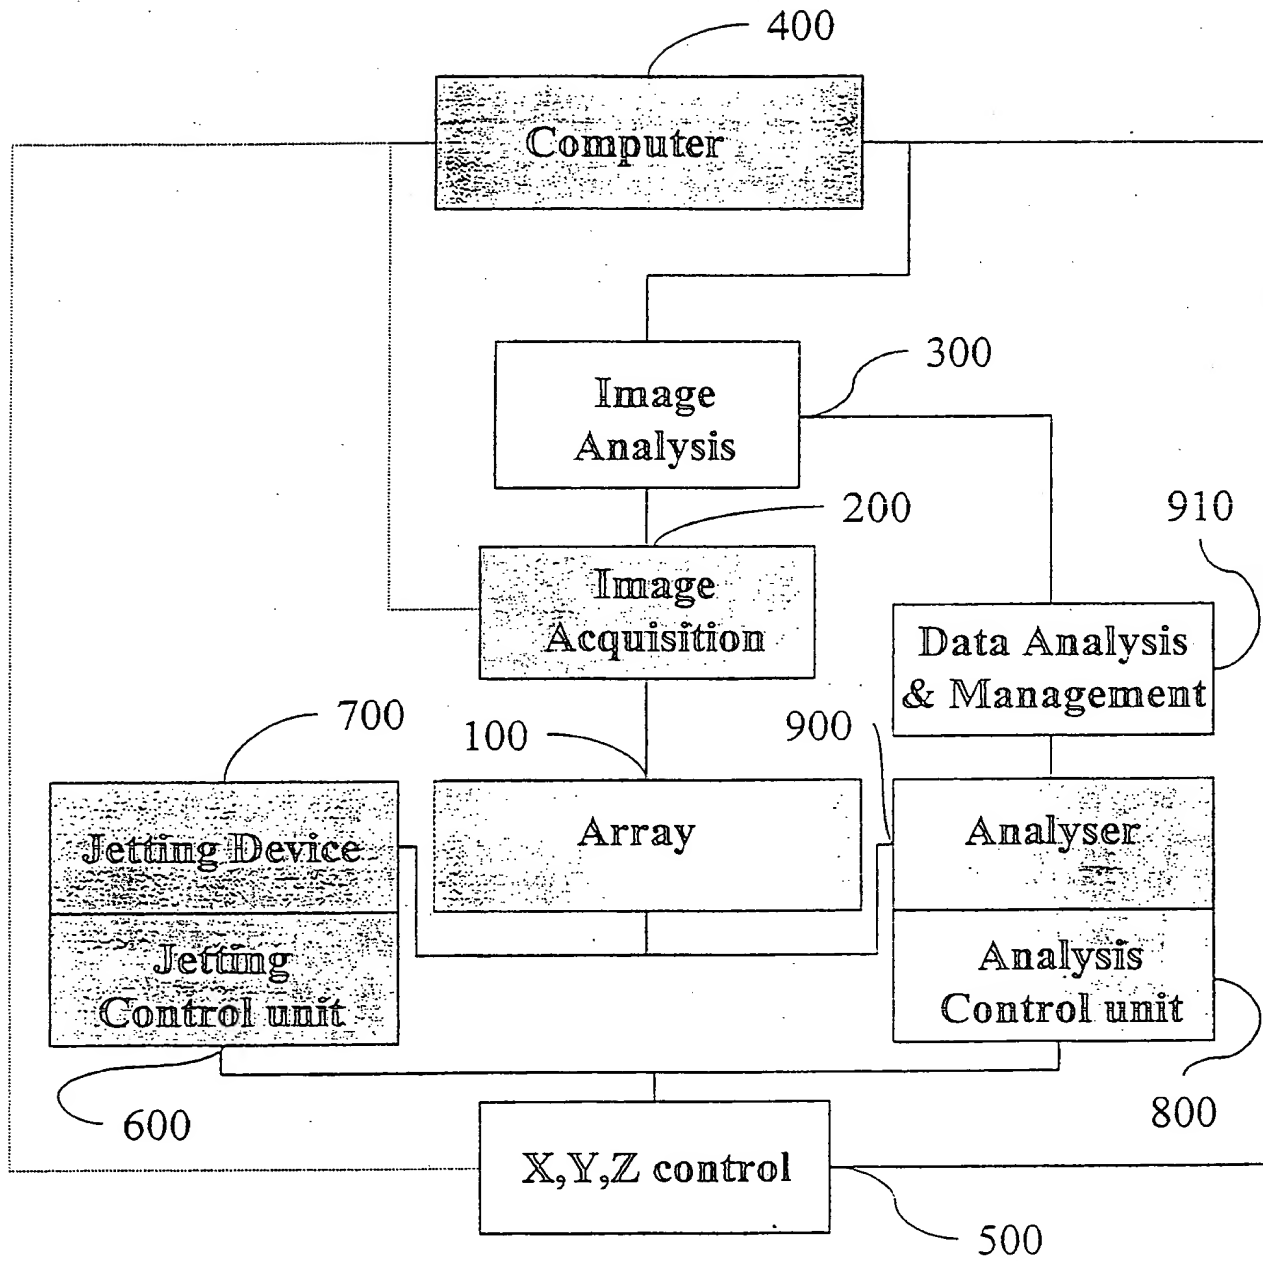 400
Computer
300
Image
Analysis
200
910
Image
Acquisition
Data Analysis
& Management
700
100
900
Jetting Device
Array
Analyser
Jetting
Control unit
Analysis
Control unit
600
800
X,Y,Z control
500